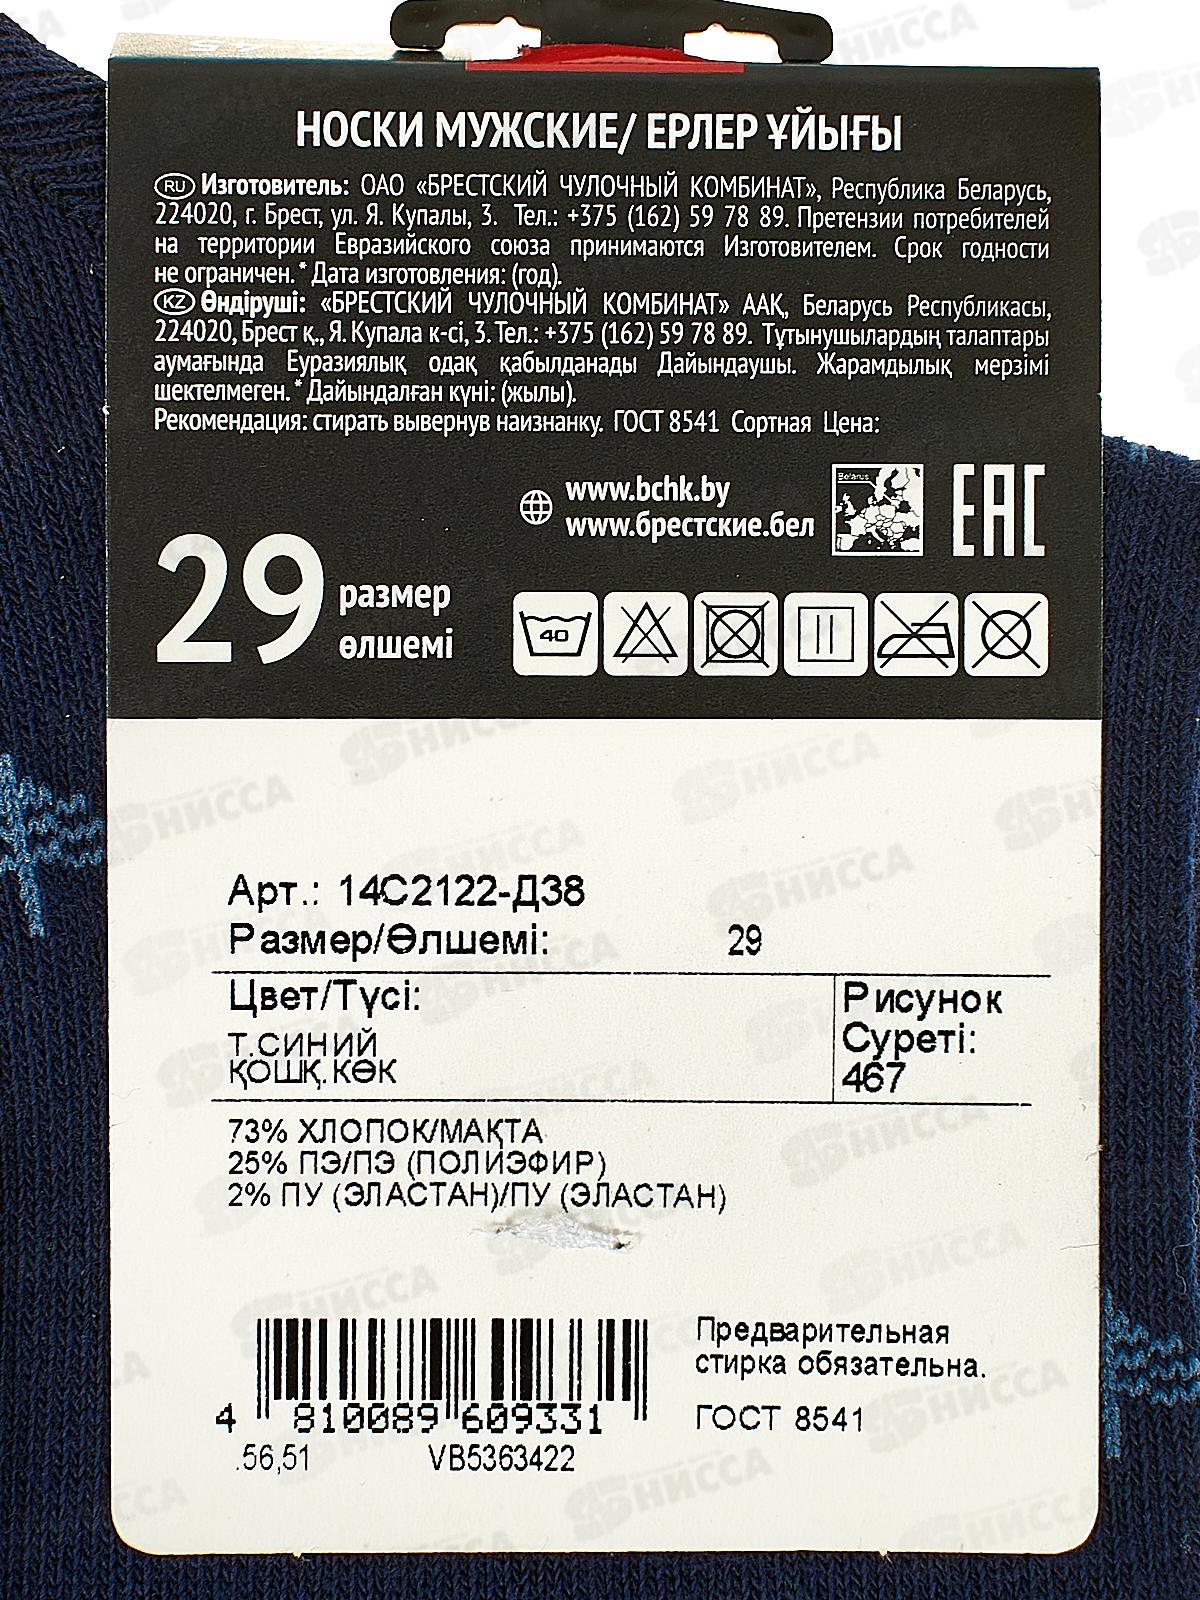 НОСКИ МУЖСКИЕ/ ЕРЛЕР ҰЙЫҒЫ
RU Изготовитель: ОАО «БРЕСТСКИЙ ЧУЛОЧНЫЙ КОМБИНАТ», Республика Беларусь,
224020, г. Брест, ул. Я. Купалы, 3. Тел.: +375 (162) 59 78 89. Претензии потребителей
на территории Евразийского союза принимаются Изготовителем. Срок годности
не ограничен.* Дата изготовления: (год).
KZ Өндіруші: «БРЕСТСКИЙ ЧУЛОЧНЫЙ КОМБИНАТ» ААҚ, Беларусь Республикасы,
224020, Брест қ., Я. Купала к-сі, 3. Тел.: +375 (162) 59 78 89. Тұтынушылардың талаптары
аумағында Еуразиялық одақ қабылданады Дайындаушы. Жарамдылық мерзімі
шектелмеген.* Дайындалған күні: (жылы).
Рекомендация: стирать вывернув наизнанку. ГОСТ 8541 Сортная Цена:
www.bchk.by
www.брестские.бел
Belarus
EAC
29 размер
өлшемі
40
Арт.: 14С2122-Д38
Размер/Өлшемі: 29
Цвет/Түсі:
Т.СИНИЙ
ҚОШҚ.КӨК
Рисунок
Суреті:
467
73% ХЛОПОК/МАҚТА
25% ПЭ/ПЭ (ПОЛИЭФИР)
2% ПУ (ЭЛАСТАН)/ПУ (ЭЛАСТАН)
Предварительная
стирка обязательна.
ГОСТ 8541
4 810089 609331
.56,51 VB5363422
НИССА